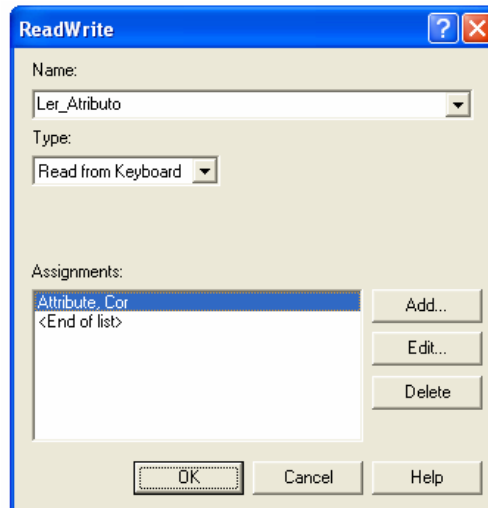 ReadWrite
Name:
Ler_Atributo
Type:
Read from Keyboard
Assignments:
Attribute, Cor
<End of list>
Add...
Edit...
Delete
OK
Cancel
Help